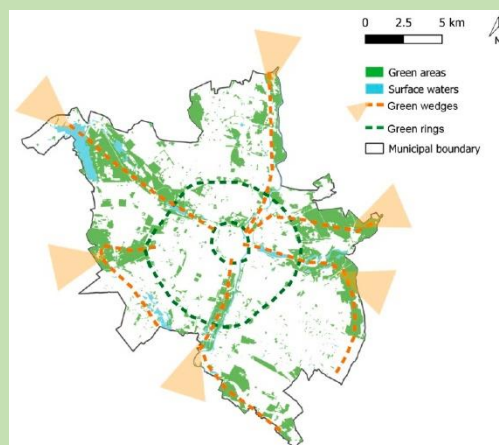 0 2.5 5 km
N
Green areas
Surface waters
Green wedges
Green rings
Municipal boundary